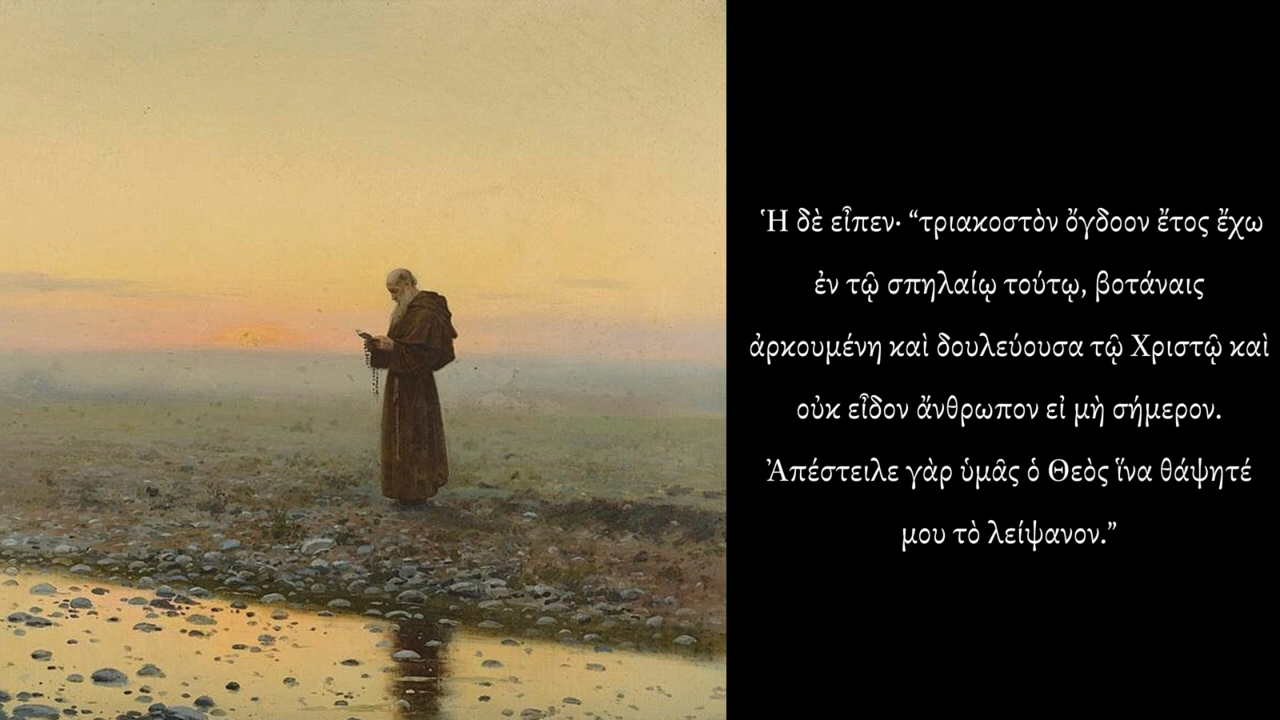 Ἡ δὲ εἶπεν· “τριακοστὸν ὄγδοον ἔτος ἔχω
ἐν τῷ σπηλαίῳ τούτῳ, βοτάναις
ἀρκουμένη καὶ δουλεύουσα τῷ Χριστῷ καὶ
οὐκ εἶδον ἄνθρωπον εἰ μὴ σήμερον.
Ἀπέστειλε γὰρ ὑμᾶς ὁ Θεὸς ἵνα θάψητέ
μου τὸ λείψανον.”